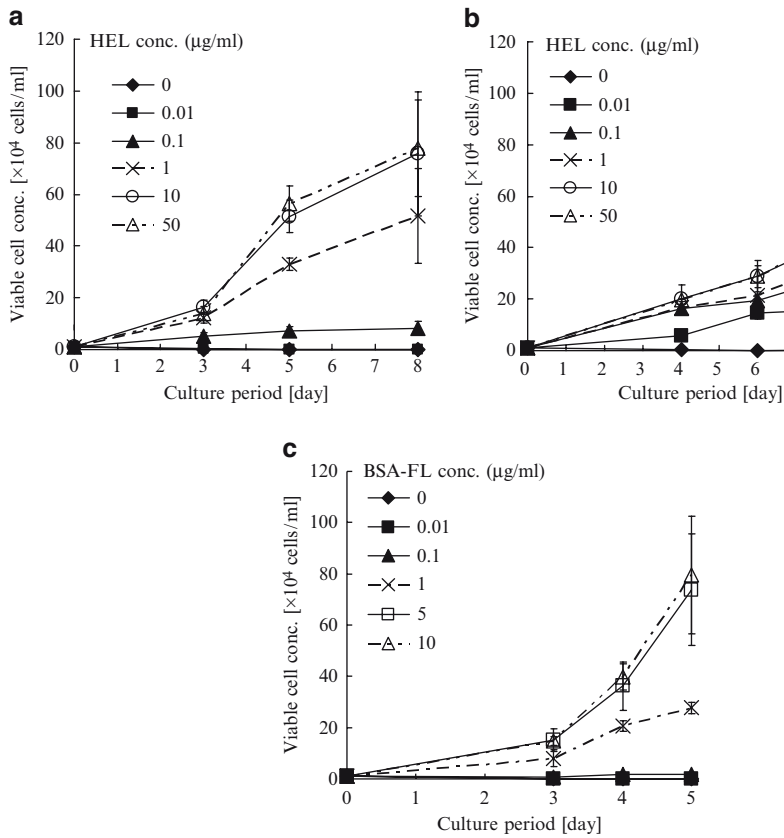 a
HEL conc. (µg/ml)
0
0.01
0.1
1
10
50
Viable cell conc. [×10⁴ cells/ml]
120
100
80
60
40
20
0
0 1 2 3 4 5 6 7 8
Culture period [day]
b
HEL conc. (µg/ml)
0
0.01
0.1
1
10
50
Viable cell conc. [×10⁴ cells/ml]
120
100
80
60
40
20
0
0 1 2 3 4 5 6
Culture period [day]
c
BSA-FL conc. (µg/ml)
0
0.01
0.1
1
5
10
Viable cell conc. [×10⁴ cells/ml]
120
100
80
60
40
20
0
0 1 2 3 4 5
Culture period [day]